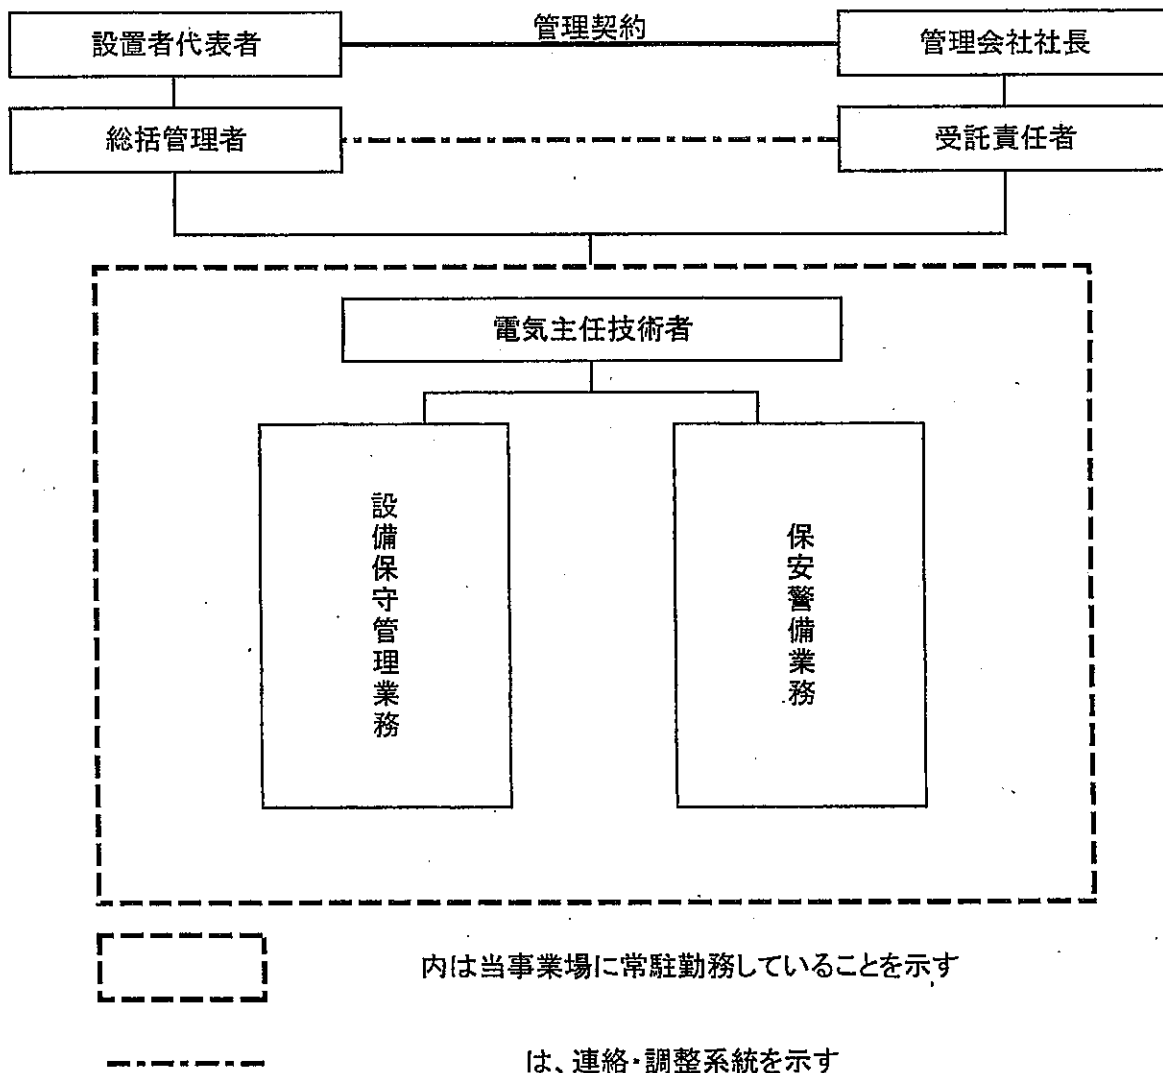 管理契約
設置者代表者
管理会社社長
総括管理者
受託責任者
電気主任技術者
設備保守管理業務
保安警備業務
内は当事業場に常駐勤務していることを示す
は、連絡・調整系統を示す